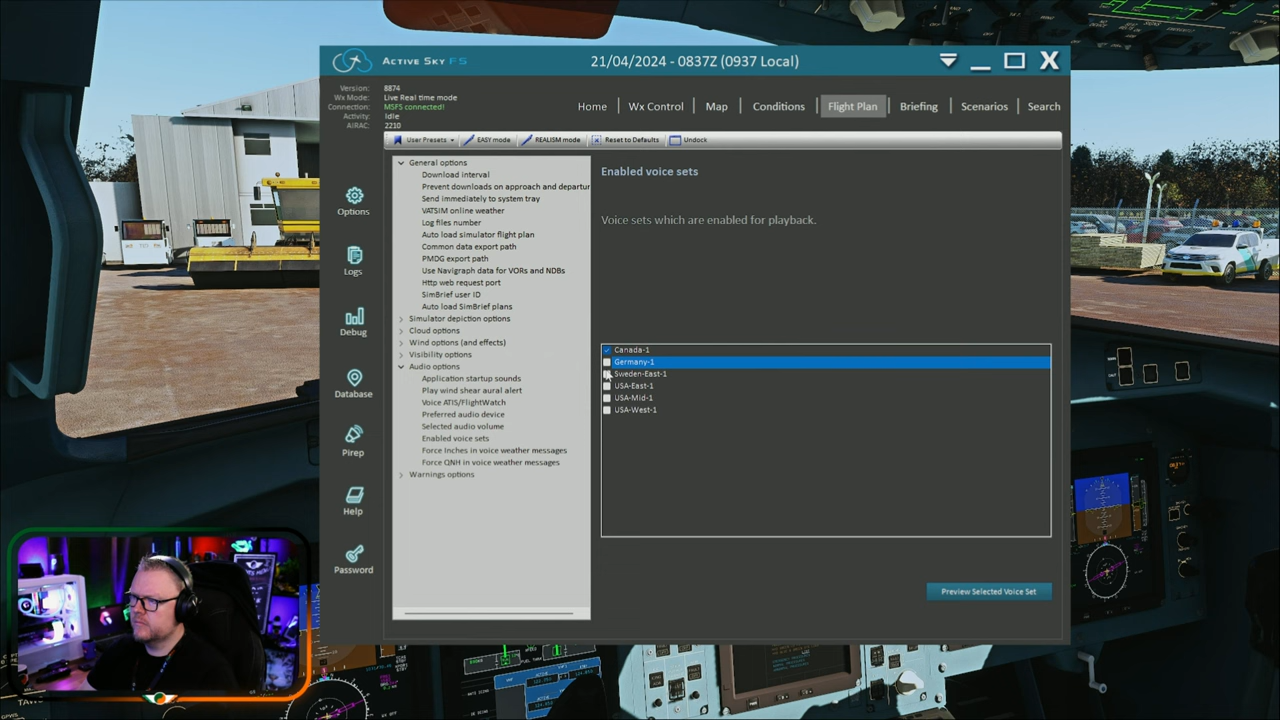 ACTIVE SKY FS
21/04/2024 - 0837Z (0937 Local)
X
Version: 8874
Wx Mode: Live Real time mode
Connection: MSFS connected!
Activity: Idle
AIRAC: 2210
Home
Wx Control
Map
Conditions
Flight Plan
Briefing
Scenarios
Search
User Presets
EASY mode
REALISM mode
Reset to Defaults
Undock
Options
Logs
Debug
Database
Pirep
Help
Password
General options
Download interval
Prevent downloads on approach and departur
Send immediately to system tray
VATSIM online weather
Log files number
Auto load simulator flight plan
Common data export path
PMDG export path
Use Navigraph data for VORs and NDBs
Http web request port
SimBrief user ID
Auto load SimBrief plans
Simulator depiction options
Cloud options
Wind options (and effects)
Visibility options
Audio options
Application startup sounds
Play wind shear aural alert
Voice ATIS/FlightWatch
Preferred audio device
Selected audio volume
Enabled voice sets
Force Inches in voice weather messages
Force QNH in voice weather messages
Warnings options
Enabled voice sets
Voice sets which are enabled for playback.
Canada-1
Germany-1
Sweden-East-1
USA-East-1
USA-Mid-1
USA-West-1
Preview Selected Voice Set